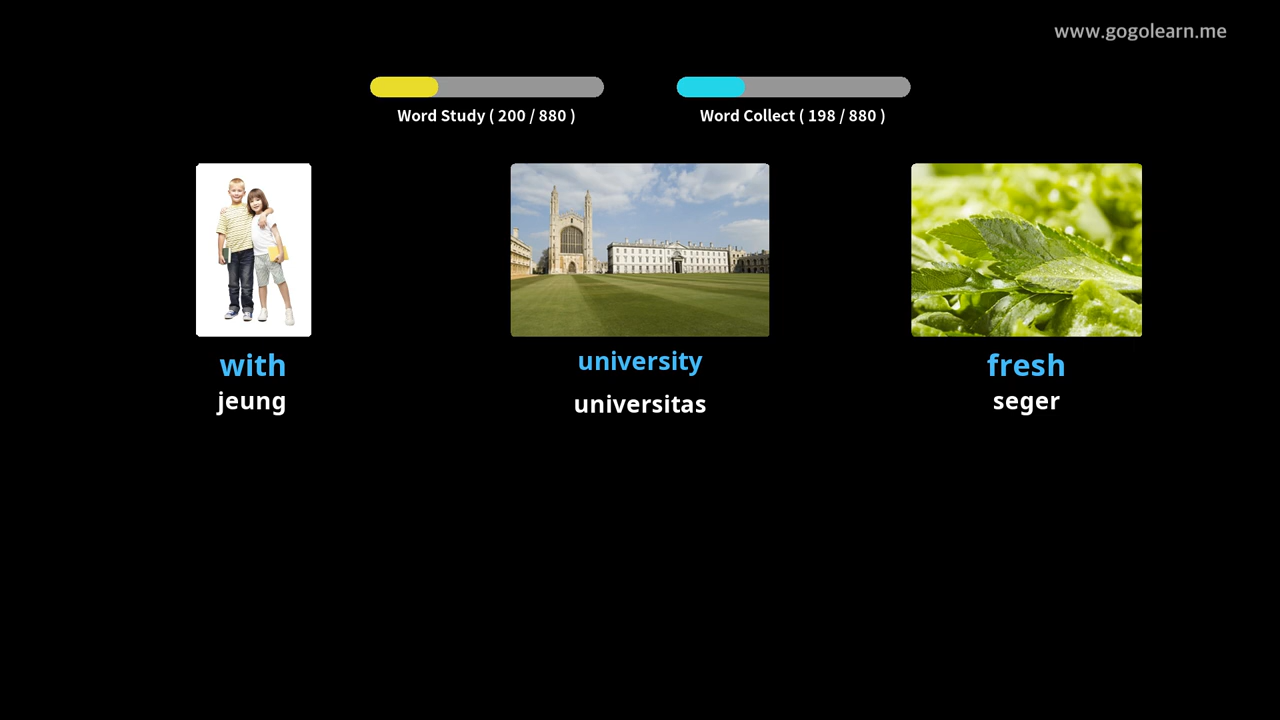 www.gogolearn.me
Word Study ( 200 / 880 )
Word Collect ( 198 / 880 )
with
jeung
university
universitas
fresh
seger